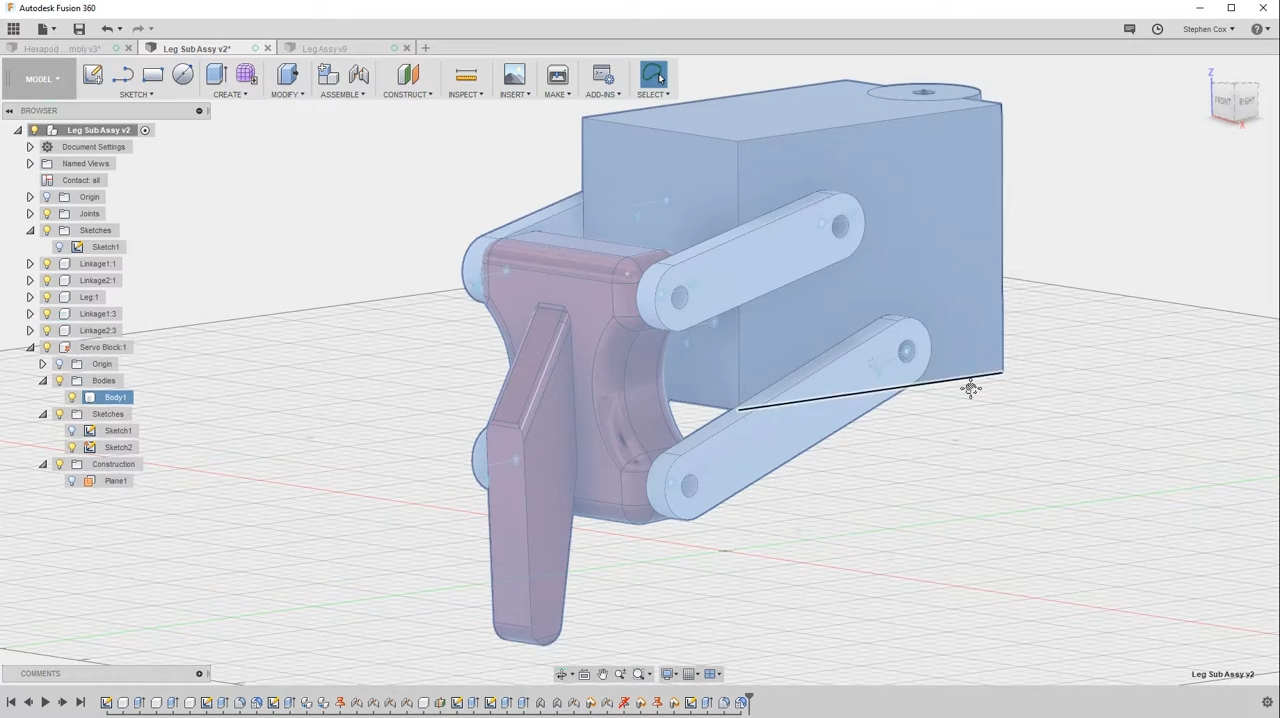 Autodesk Fusion 360
Stephen Cox
Hexapod ...mbly v3*
Leg Sub Assy v2*
Leg Assy v9
MODEL
SKETCH
CREATE
MODIFY
ASSEMBLE
CONSTRUCT
INSPECT
INSERT
MAKE
ADD-INS
SELECT
BROWSER
Leg Sub Assy v2
Document Settings
Named Views
Contact: all
Origin
Joints
Sketches
Sketch1
Linkage1:1
Linkage2:1
Leg:1
Linkage1:3
Linkage2:3
Servo Block:1
Origin
Bodies
Body1
Sketches
Sketch1
Sketch2
Construction
Plane1
Z
FRONT
RIGHT
X
COMMENTS
Leg Sub Assy v2